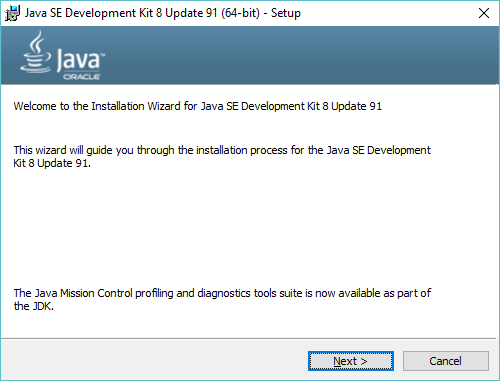 Java SE Development Kit 8 Update 91 (64-bit) - Setup
Java
ORACLE
Welcome to the Installation Wizard for Java SE Development Kit 8 Update 91
This wizard will guide you through the installation process for the Java SE Development
Kit 8 Update 91.
The Java Mission Control profiling and diagnostics tools suite is now available as part of
the JDK.
Next > Cancel